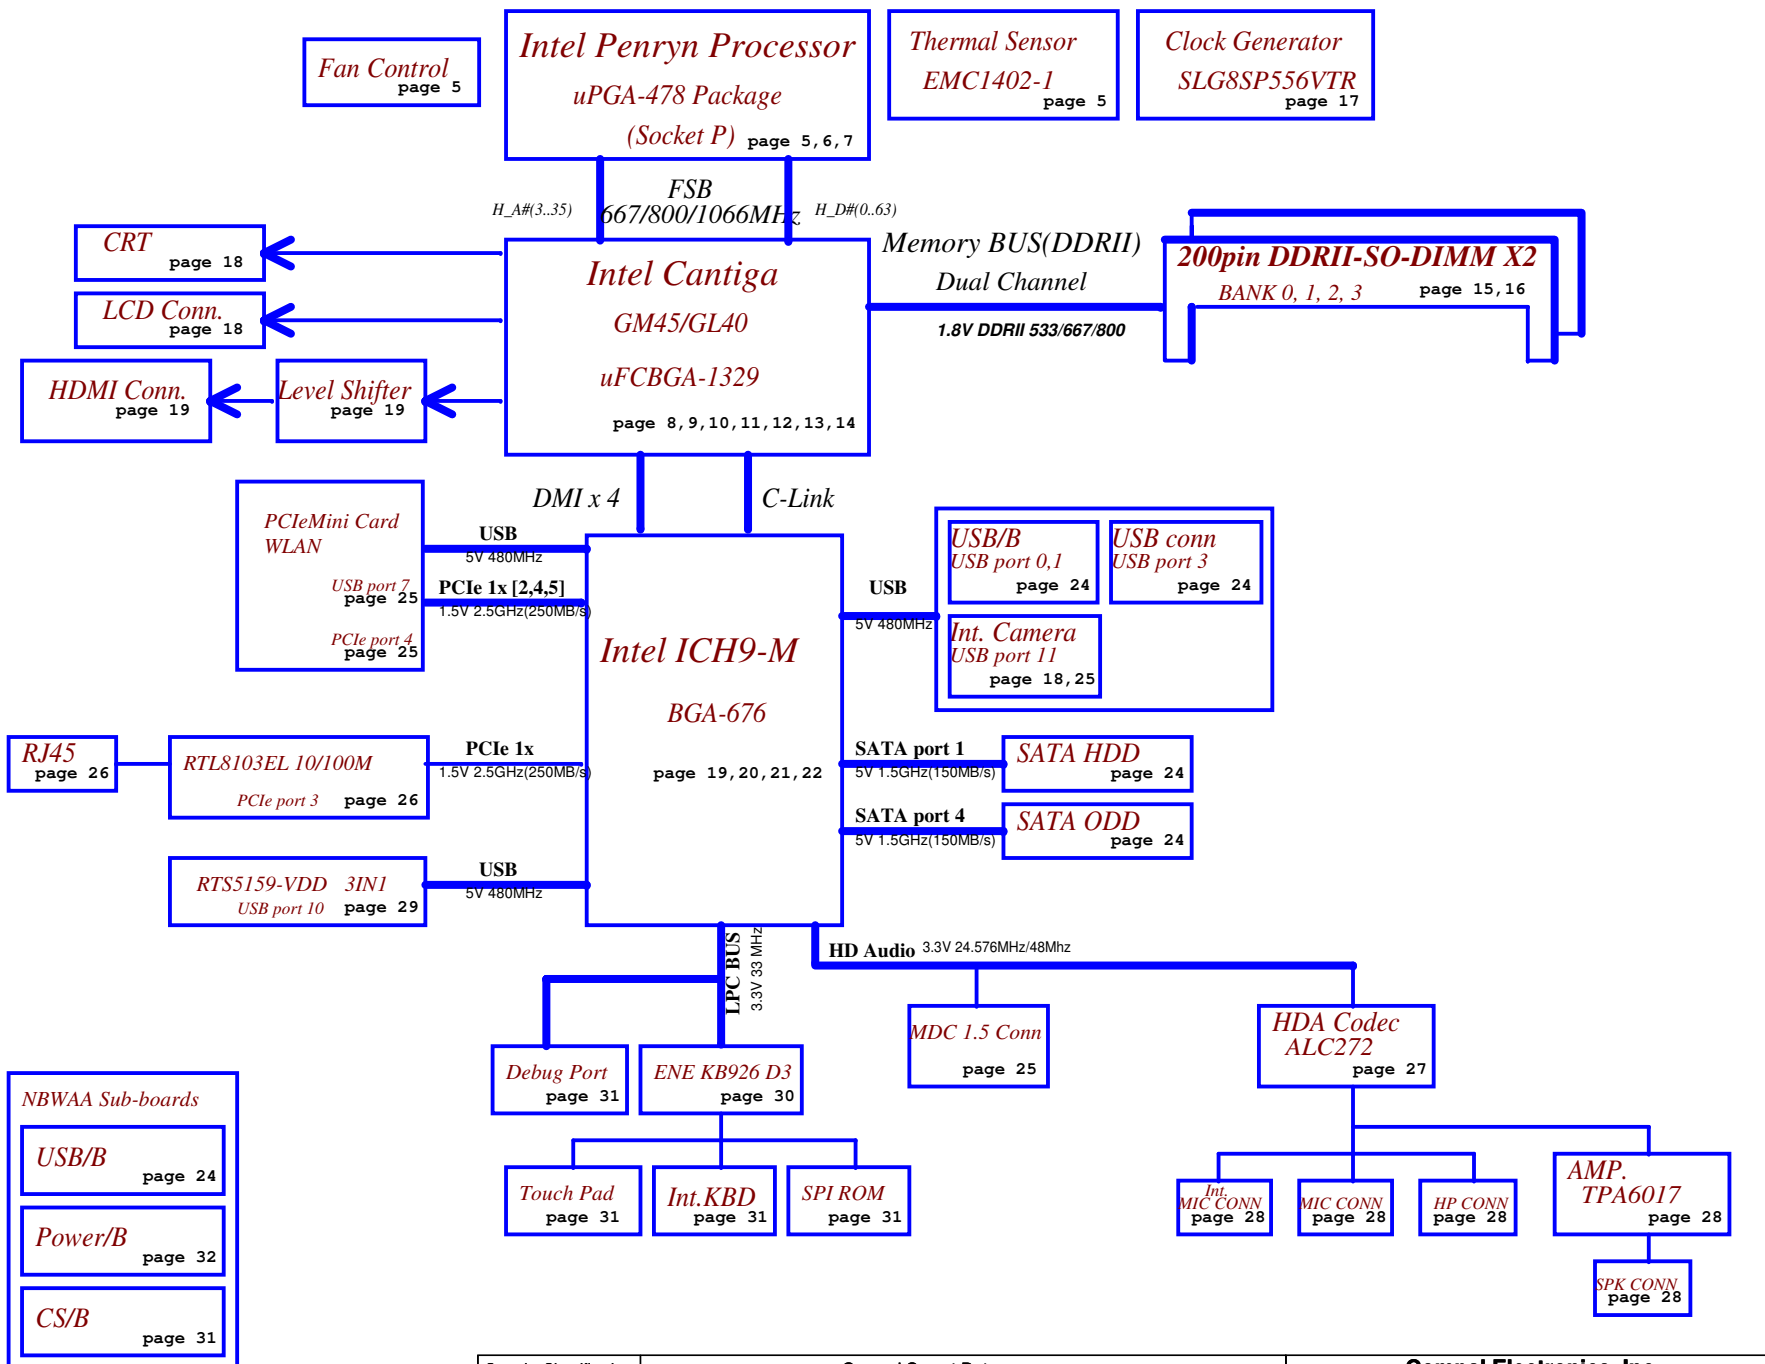 Fan Control
page 5
Intel Penryn Processor
uPGA-478 Package
(Socket P) page 5,6,7
Thermal Sensor
EMC1402-1
page 5
Clock Generator
SLG8SP556VTR
page 17
H_A#(3..35)
FSB
667/800/1066MHz
H_D#(0..63)
CRT
page 18
LCD Conn.
page 18
HDMI Conn.
page 19
Level Shifter
page 19
Intel Cantiga
GM45/GL40
uFCBGA-1329
page 8,9,10,11,12,13,14
Memory BUS(DDRII)
Dual Channel
1.8V DDRII 533/667/800
200pin DDRII-SO-DIMM X2
BANK 0, 1, 2, 3 page 15,16
DMI x 4
C-Link
PCIeMini Card
WLAN
USB port 7
page 25
PCIe port 4
page 25
USB
5V 480MHz
PCIe 1x [2,4,5]
1.5V 2.5GHz(250MB/s)
Intel ICH9-M
BGA-676
page 19,20,21,22
USB
5V 480MHz
USB/B
USB port 0,1
page 24
USB conn
USB port 3
page 24
Int. Camera
USB port 11
page 18,25
RJ45
page 26
RTL8103EL 10/100M
PCIe port 3 page 26
PCIe 1x
1.5V 2.5GHz(250MB/s)
SATA port 1
5V 1.5GHz(150MB/s)
SATA HDD
page 24
SATA port 4
5V 1.5GHz(150MB/s)
SATA ODD
page 24
RTS5159-VDD 3IN1
USB port 10 page 29
USB
5V 480MHz
LPC BUS
3.3V 33 MHz
HD Audio 3.3V 24.576MHz/48Mhz
Debug Port
page 31
ENE KB926 D3
page 30
MDC 1.5 Conn
page 25
HDA Codec
ALC272
page 27
Touch Pad
page 31
Int.KBD
page 31
SPI ROM
page 31
Int.
MIC CONN
page 28
MIC CONN
page 28
HP CONN
page 28
AMP.
TPA6017
page 28
SPK CONN
page 28
NBWAA Sub-boards
USB/B
page 24
Power/B
page 32
CS/B
page 31
Compal Electronics, Inc.